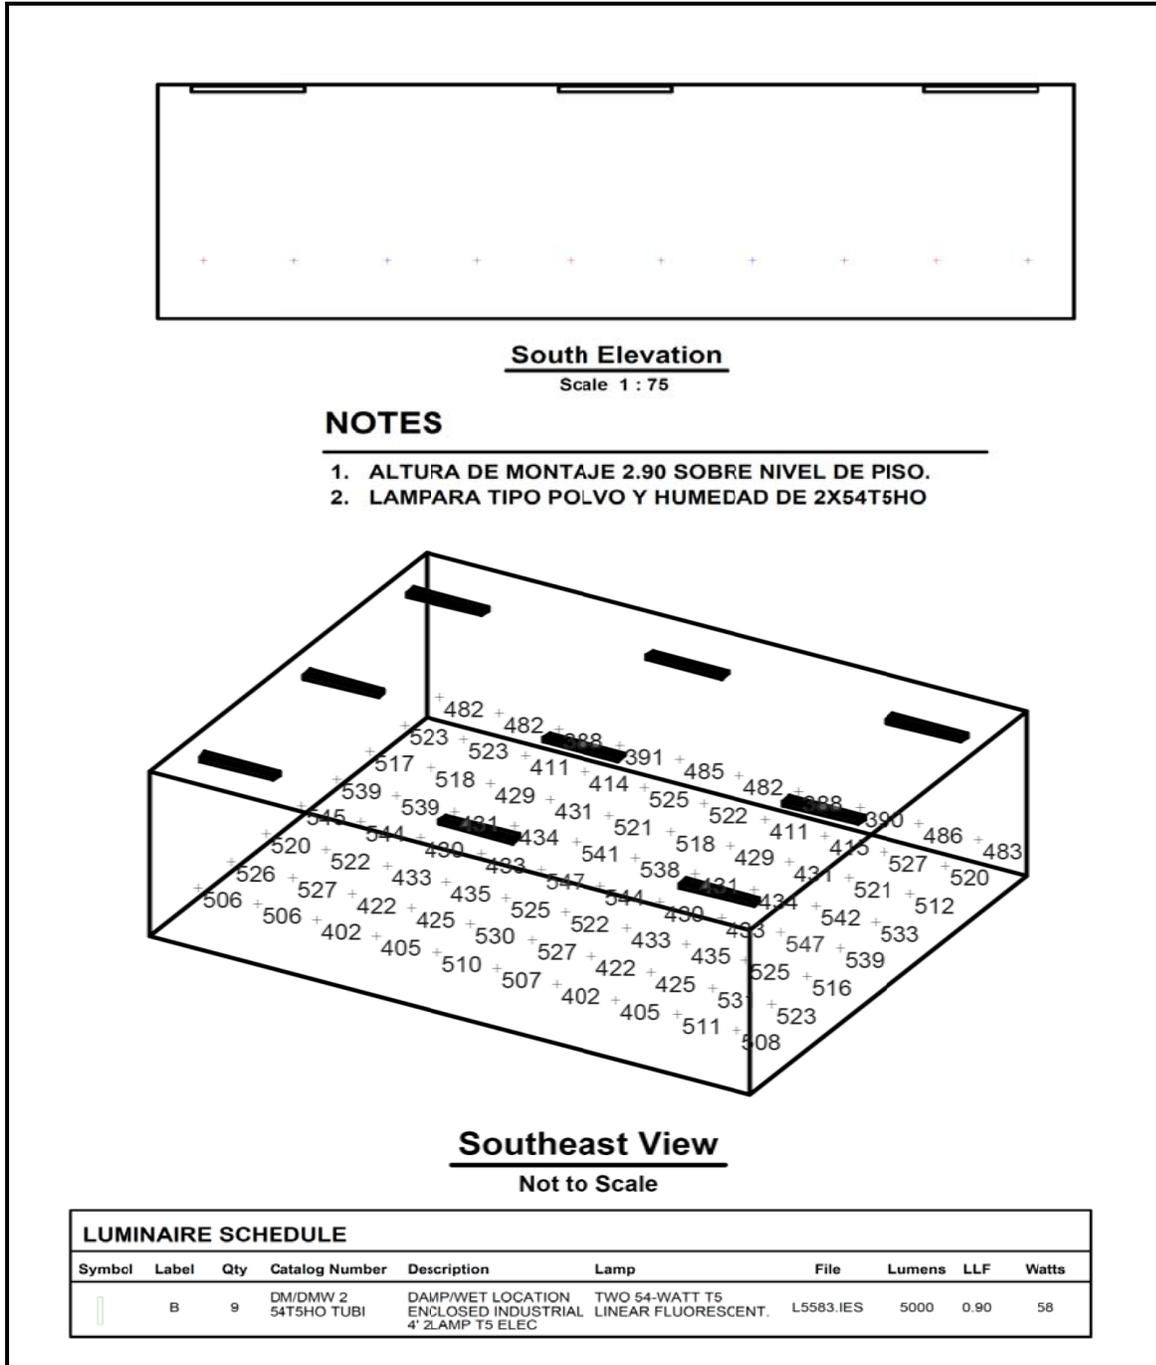 South Elevation
Scale 1 : 75
NOTES
1. ALTURA DE MONTAJE 2.90 SOBRE NIVEL DE PISO.
2. LAMPARA TIPO POLVO Y HUMEDAD DE 2X54T5HO
482 482 388 391 485 482 388 390 486 483
523 523 411 414 525 522 411 415 527 520
517 518 429 431 521 518 429 431 521 512
539 539 431 434 541 538 431 434 542 533
545 544 430 433 547 544 430 433 547 539
520 522 433 435 525 522 433 435 525 516
526 527 422 425 530 527 422 425 531 523
506 506 402 405 510 507 402 405 511 508
Southeast View
Not to Scale
LUMINAIRE SCHEDULE
Symbol Label Qty Catalog Number Description Lamp File Lumens LLF Watts
B 9 DM/DMW 2 54T5HO TUBI DAMP/WET LOCATION ENCLOSED INDUSTRIAL 4' 2LAMP T5 ELEC TWO 54-WATT T5 LINEAR FLUORESCENT. L5583.IES 5000 0.90 58